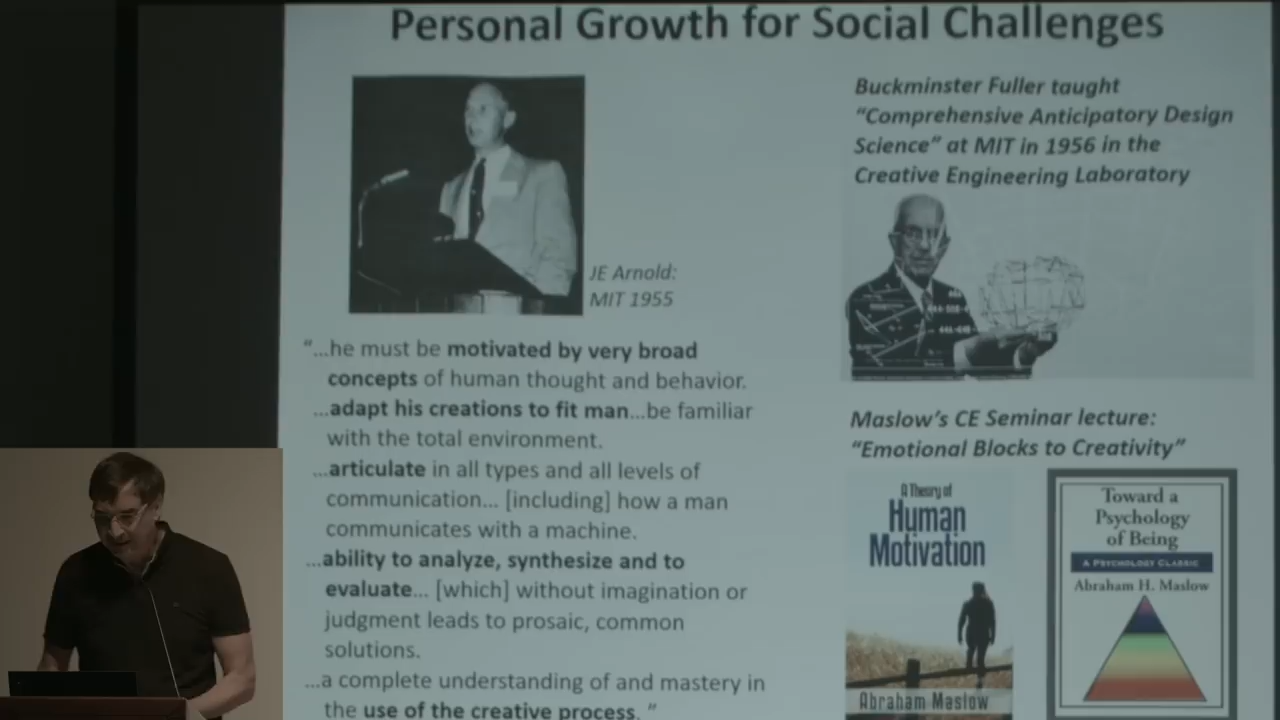 Personal Growth for Social Challenges
JE Arnold:
MIT 1955
“...he must be motivated by very broad
concepts of human thought and behavior.
...adapt his creations to fit man...be familiar
with the total environment.
...articulate in all types and all levels of
communication... [including] how a man
communicates with a machine.
...ability to analyze, synthesize and to
evaluate... [which] without imagination or
judgment leads to prosaic, common
solutions.
...a complete understanding of and mastery in
the use of the creative process. ”
Buckminster Fuller taught
“Comprehensive Anticipatory Design
Science” at MIT in 1956 in the
Creative Engineering Laboratory
Maslow’s CE Seminar lecture:
“Emotional Blocks to Creativity”
A Theory of
Human
Motivation
Abraham Maslow
Toward a
Psychology
of Being
A PSYCHOLOGY CLASSIC
Abraham H. Maslow